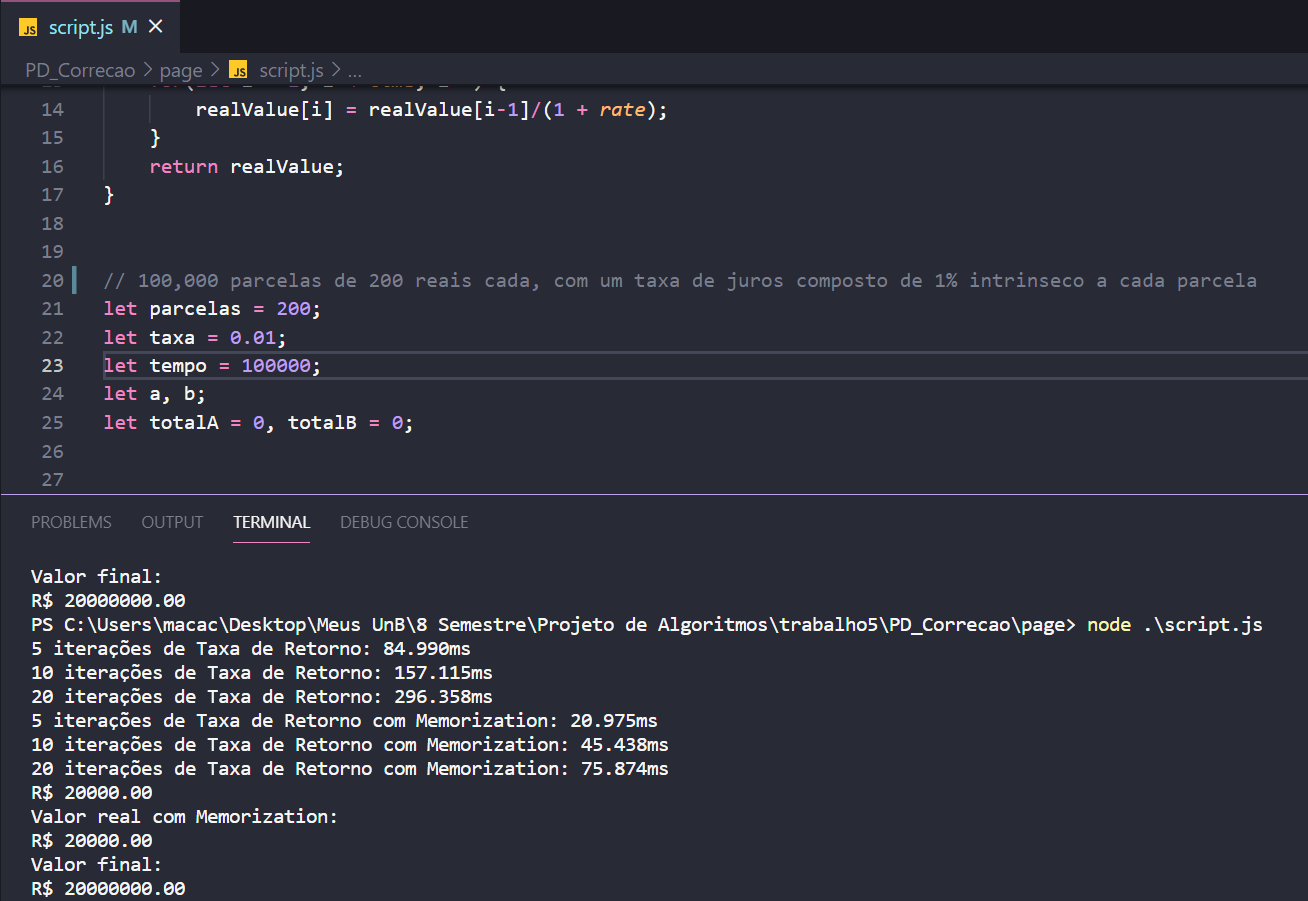 JS script.js M ×
PD_Correcao > page > JS script.js > ...
14 realValue[i] = realValue[i-1]/(1 + rate);
15 }
16 return realValue;
17 }
18
19
20 // 100,000 parcelas de 200 reais cada, com um taxa de juros composto de 1% intrinseco a cada parcela
21 let parcelas = 200;
22 let taxa = 0.01;
23 let tempo = 100000;
24 let a, b;
25 let totalA = 0, totalB = 0;
26
27
PROBLEMS OUTPUT TERMINAL DEBUG CONSOLE
Valor final:
R$ 20000000.00
PS C:\Users\macac\Desktop\Meus UnB\8 Semestre\Projeto de Algoritmos\trabalho5\PD_Correcao\page> node .\script.js
5 iterações de Taxa de Retorno: 84.990ms
10 iterações de Taxa de Retorno: 157.115ms
20 iterações de Taxa de Retorno: 296.358ms
5 iterações de Taxa de Retorno com Memorization: 20.975ms
10 iterações de Taxa de Retorno com Memorization: 45.438ms
20 iterações de Taxa de Retorno com Memorization: 75.874ms
R$ 20000.00
Valor real com Memorization:
R$ 20000.00
Valor final:
R$ 20000000.00